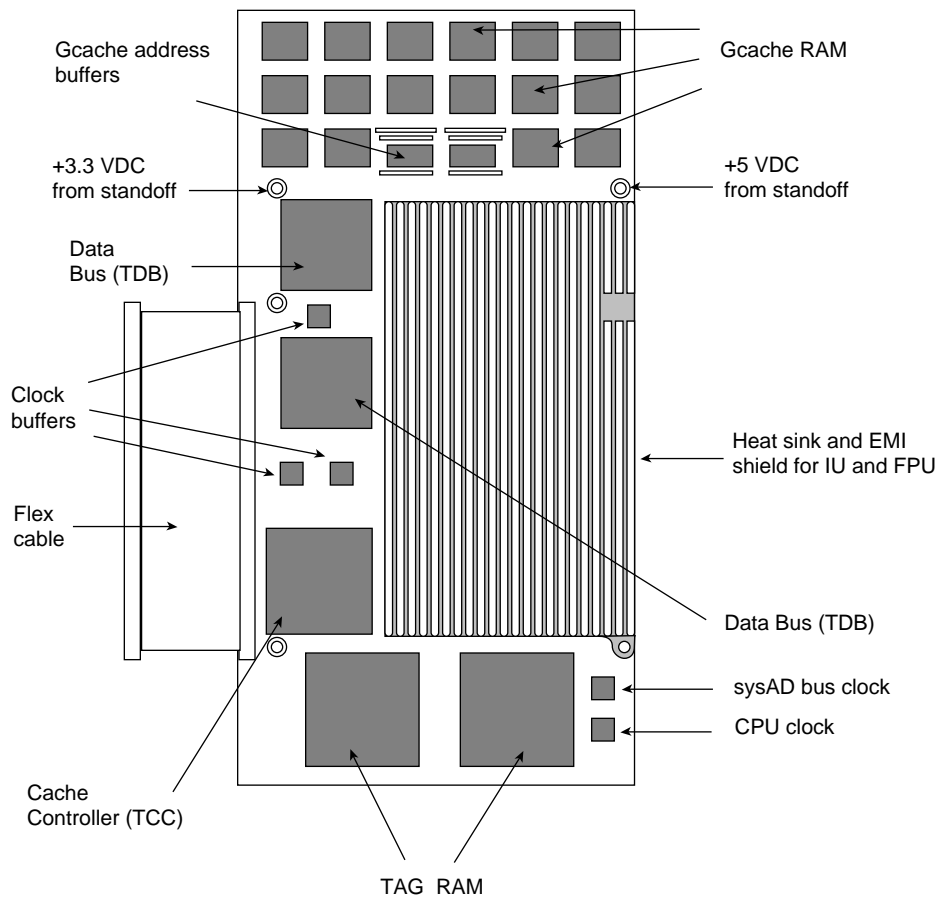 Gcache address
buffers
Gcache RAM
+3.3 VDC
from standoff
+5 VDC
from standoff
Data
Bus (TDB)
Clock
buffers
Heat sink and EMI
shield for IU and FPU
Flex
cable
Data Bus (TDB)
sysAD bus clock
CPU clock
Cache
Controller (TCC)
TAG RAM